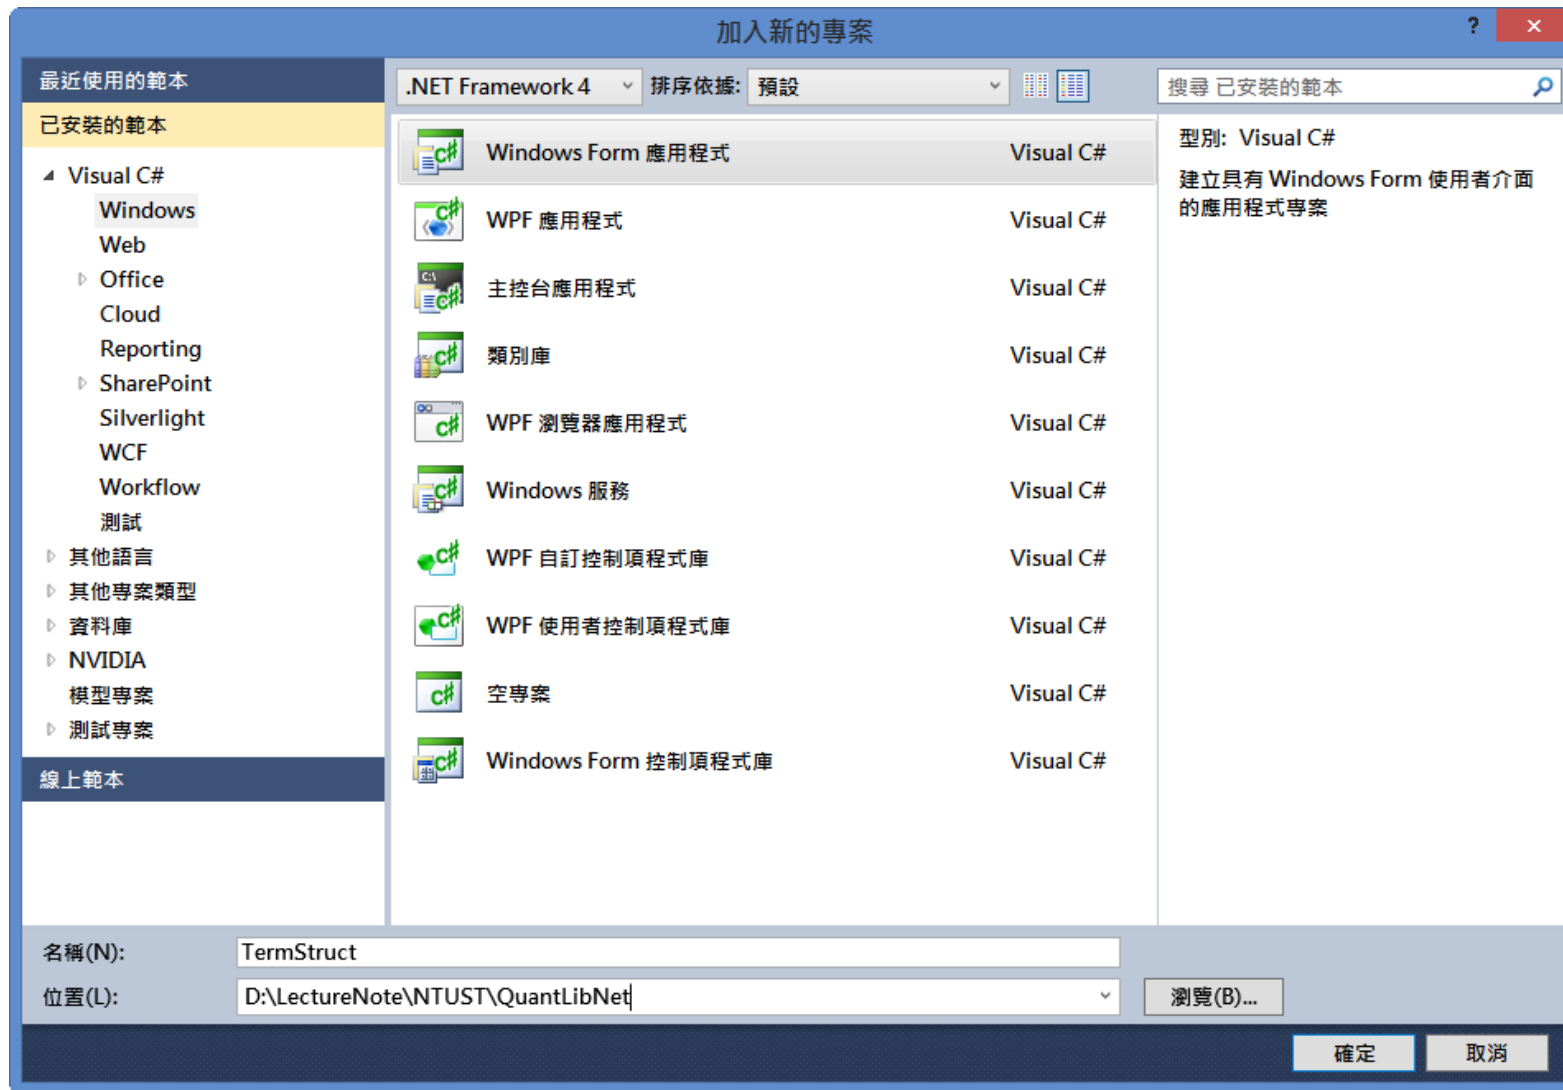 加入新的專案
?
最近使用的範本
.NET Framework 4
排序依據:
預設
搜尋 已安裝的範本
已安裝的範本
Visual C#
Windows
Web
Office
Cloud
Reporting
SharePoint
Silverlight
WCF
Workflow
測試
其他語言
其他專案類型
資料庫
NVIDIA
模型專案
測試專案
線上範本
Windows Form 應用程式 Visual C#
WPF 應用程式 Visual C#
主控台應用程式 Visual C#
類別庫 Visual C#
WPF 瀏覽器應用程式 Visual C#
Windows 服務 Visual C#
WPF 自訂控制項程式庫 Visual C#
WPF 使用者控制項程式庫 Visual C#
空專案 Visual C#
Windows Form 控制項程式庫 Visual C#
型別: Visual C#
建立具有 Windows Form 使用者介面
的應用程式專案
名稱(N): TermStruct
位置(L): D:\LectureNote\NTUST\QuantLibNet
瀏覽(B)...
確定 取消